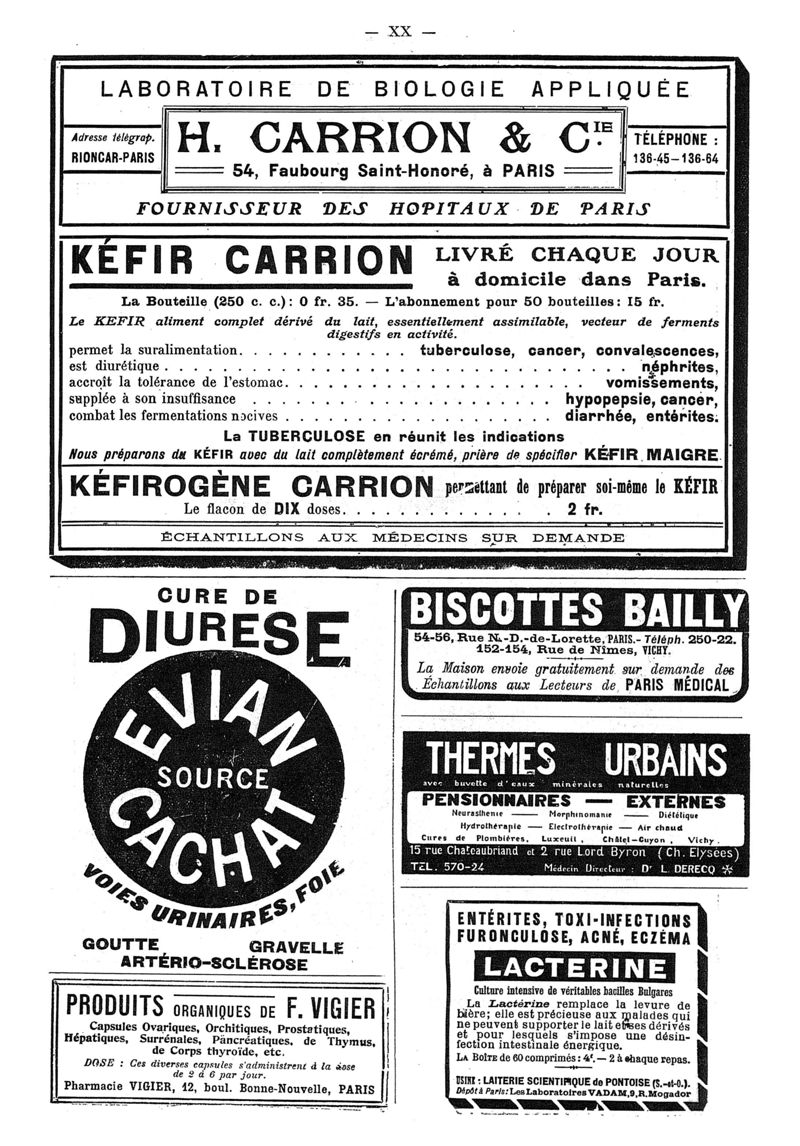 — XX —
LABORATOIRE DE BIOLOGIE APPLIQUÉE
Adresse télégrap.
RIONCAR-PARIS
H. CARRION & CIE.
54, Faubourg Saint-Honoré, à PARIS
TÉLÉPHONE :
136-45—136-64
FOURNISSEUR DES HOPITAUX DE PARIS
KÉFIR CARRION
LIVRÉ CHAQUE JOUR
à domicile dans Paris.
La Bouteille (250 c. c.): 0 fr. 35. — L'abonnement pour 50 bouteilles: 15 fr.
Le KEFIR aliment complet dérivé du lait, essentiellement assimilable, vecteur de ferments
digestifs en activité.
permet la suralimentation. . . . . . . . . . . . tuberculose, cancer, convalescences,
est diurétique . . . . . . . . . . . . . . . . . . . . . . . . . . . . . . . néphrites,
accroît la tolérance de l'estomac. . . . . . . . . . . . . . . . . . . . . . vomissements,
supplée à son insuffisance . . . . . . . . . . . . . . . . . . . . hypopepsie, cancer,
combat les fermentations nocives . . . . . . . . . . . . . . . . . . diarrhée, entérites.
La TUBERCULOSE en réunit les indications
Nous préparons du KÉFIR avec du lait complètement écrémé, prière de spécifier KÉFIR MAIGRE.
KÉFIROGÈNE CARRION permettant de préparer soi-même le KÉFIR
Le flacon de DIX doses. . . . . . . . . . . . . . 2 fr.
ÉCHANTILLONS AUX MÉDECINS SUR DEMANDE
CURE DE
DIURESE
EVIAN
SOURCE
CACHAT
VOIES URINAIRES, FOIE
GOUTTE GRAVELLE
ARTÉRIO-SCLÉROSE
PRODUITS ORGANIQUES DE F. VIGIER
Capsules Ovariques, Orchitiques, Prostatiques,
Hépatiques, Surrénales, Pancréatiques, de Thymus,
de Corps thyroïde, etc.
DOSE : Ces diverses capsules s'administrent à la dose
de 2 à 6 par jour.
Pharmacie VIGIER, 12, boul. Bonne-Nouvelle, PARIS
BISCOTTES BAILLY
54-56, Rue N.-D.-de-Lorette, PARIS.- Téléph. 250-22.
152-154, Rue de Nîmes, VICHY.
La Maison envoie gratuitement sur demande des
Échantillons aux Lecteurs de PARIS MÉDICAL
THERMES URBAINS
avec buvette d'eaux minérales naturelles
PENSIONNAIRES — EXTERNES
Neurasthenie — Morphinomanie — Diététique
Hydrothérapie — Electrothérapie — Air chaud
Cures de Plombières, Luxeuil, Châtel-Guyon, Vichy.
15 rue Chateaubriand et 2 rue Lord Byron (Ch. Elysées)
TEL. 570-24 Médecin Directeur : Dr L. DERECQ
ENTÉRITES, TOXI-INFECTIONS
FURONCULOSE, ACNÉ, ECZÉMA
LACTERINE
Culture intensive de véritables bacilles Bulgares
La Lactérine remplace la levure de
bière; elle est précieuse aux malades qui
ne peuvent supporter le lait et ses dérivés
et pour lesquels s'impose une désin-
fection intestinale énergique.
LA BOÎTE de 60 comprimés : 4f. — 2 à chaque repas.
USINE : LAITERIE SCIENTIFIQUE de PONTOISE (S.-et-O.).
Dépôt à Paris: Les Laboratoires VADAM, 9, R. Mogador